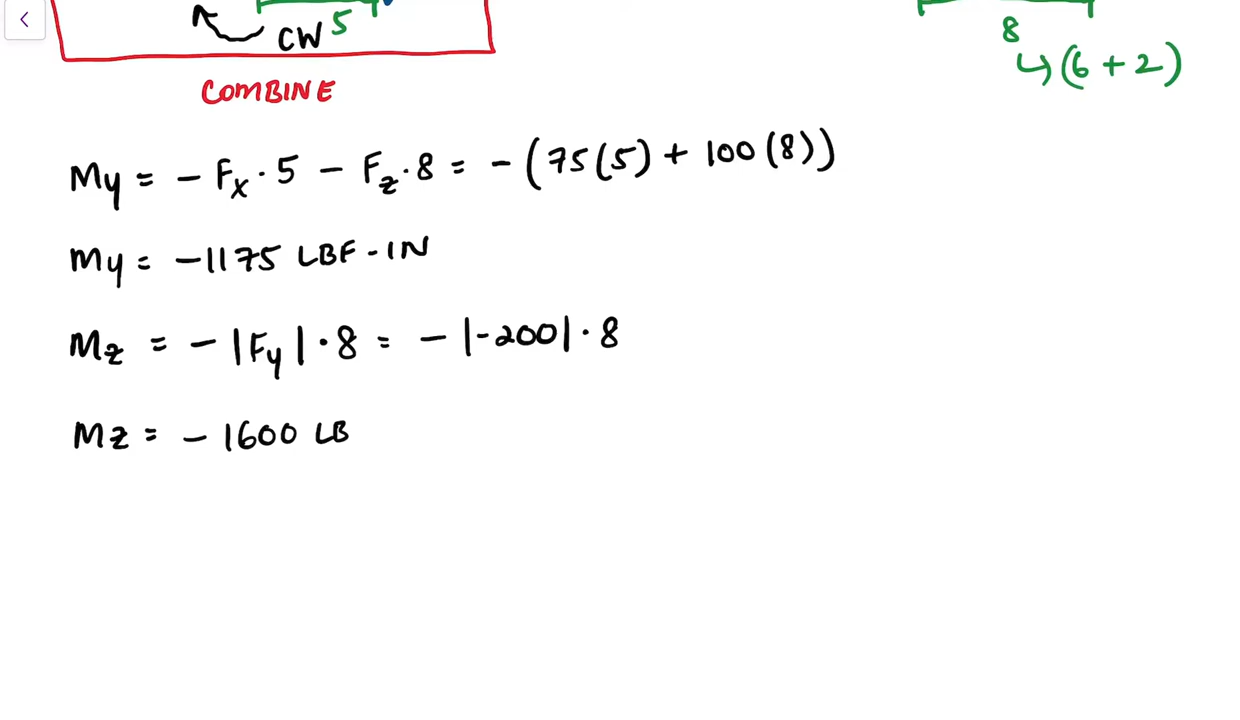 CW 5
8
↳(6 + 2)
COMBINE
My = - Fx · 5 - Fz · 8 = - (75(5) + 100(8))
My = -1175 LBF-IN
Mz = - |Fy| · 8 = - |-200| · 8
Mz = - 1600 LB